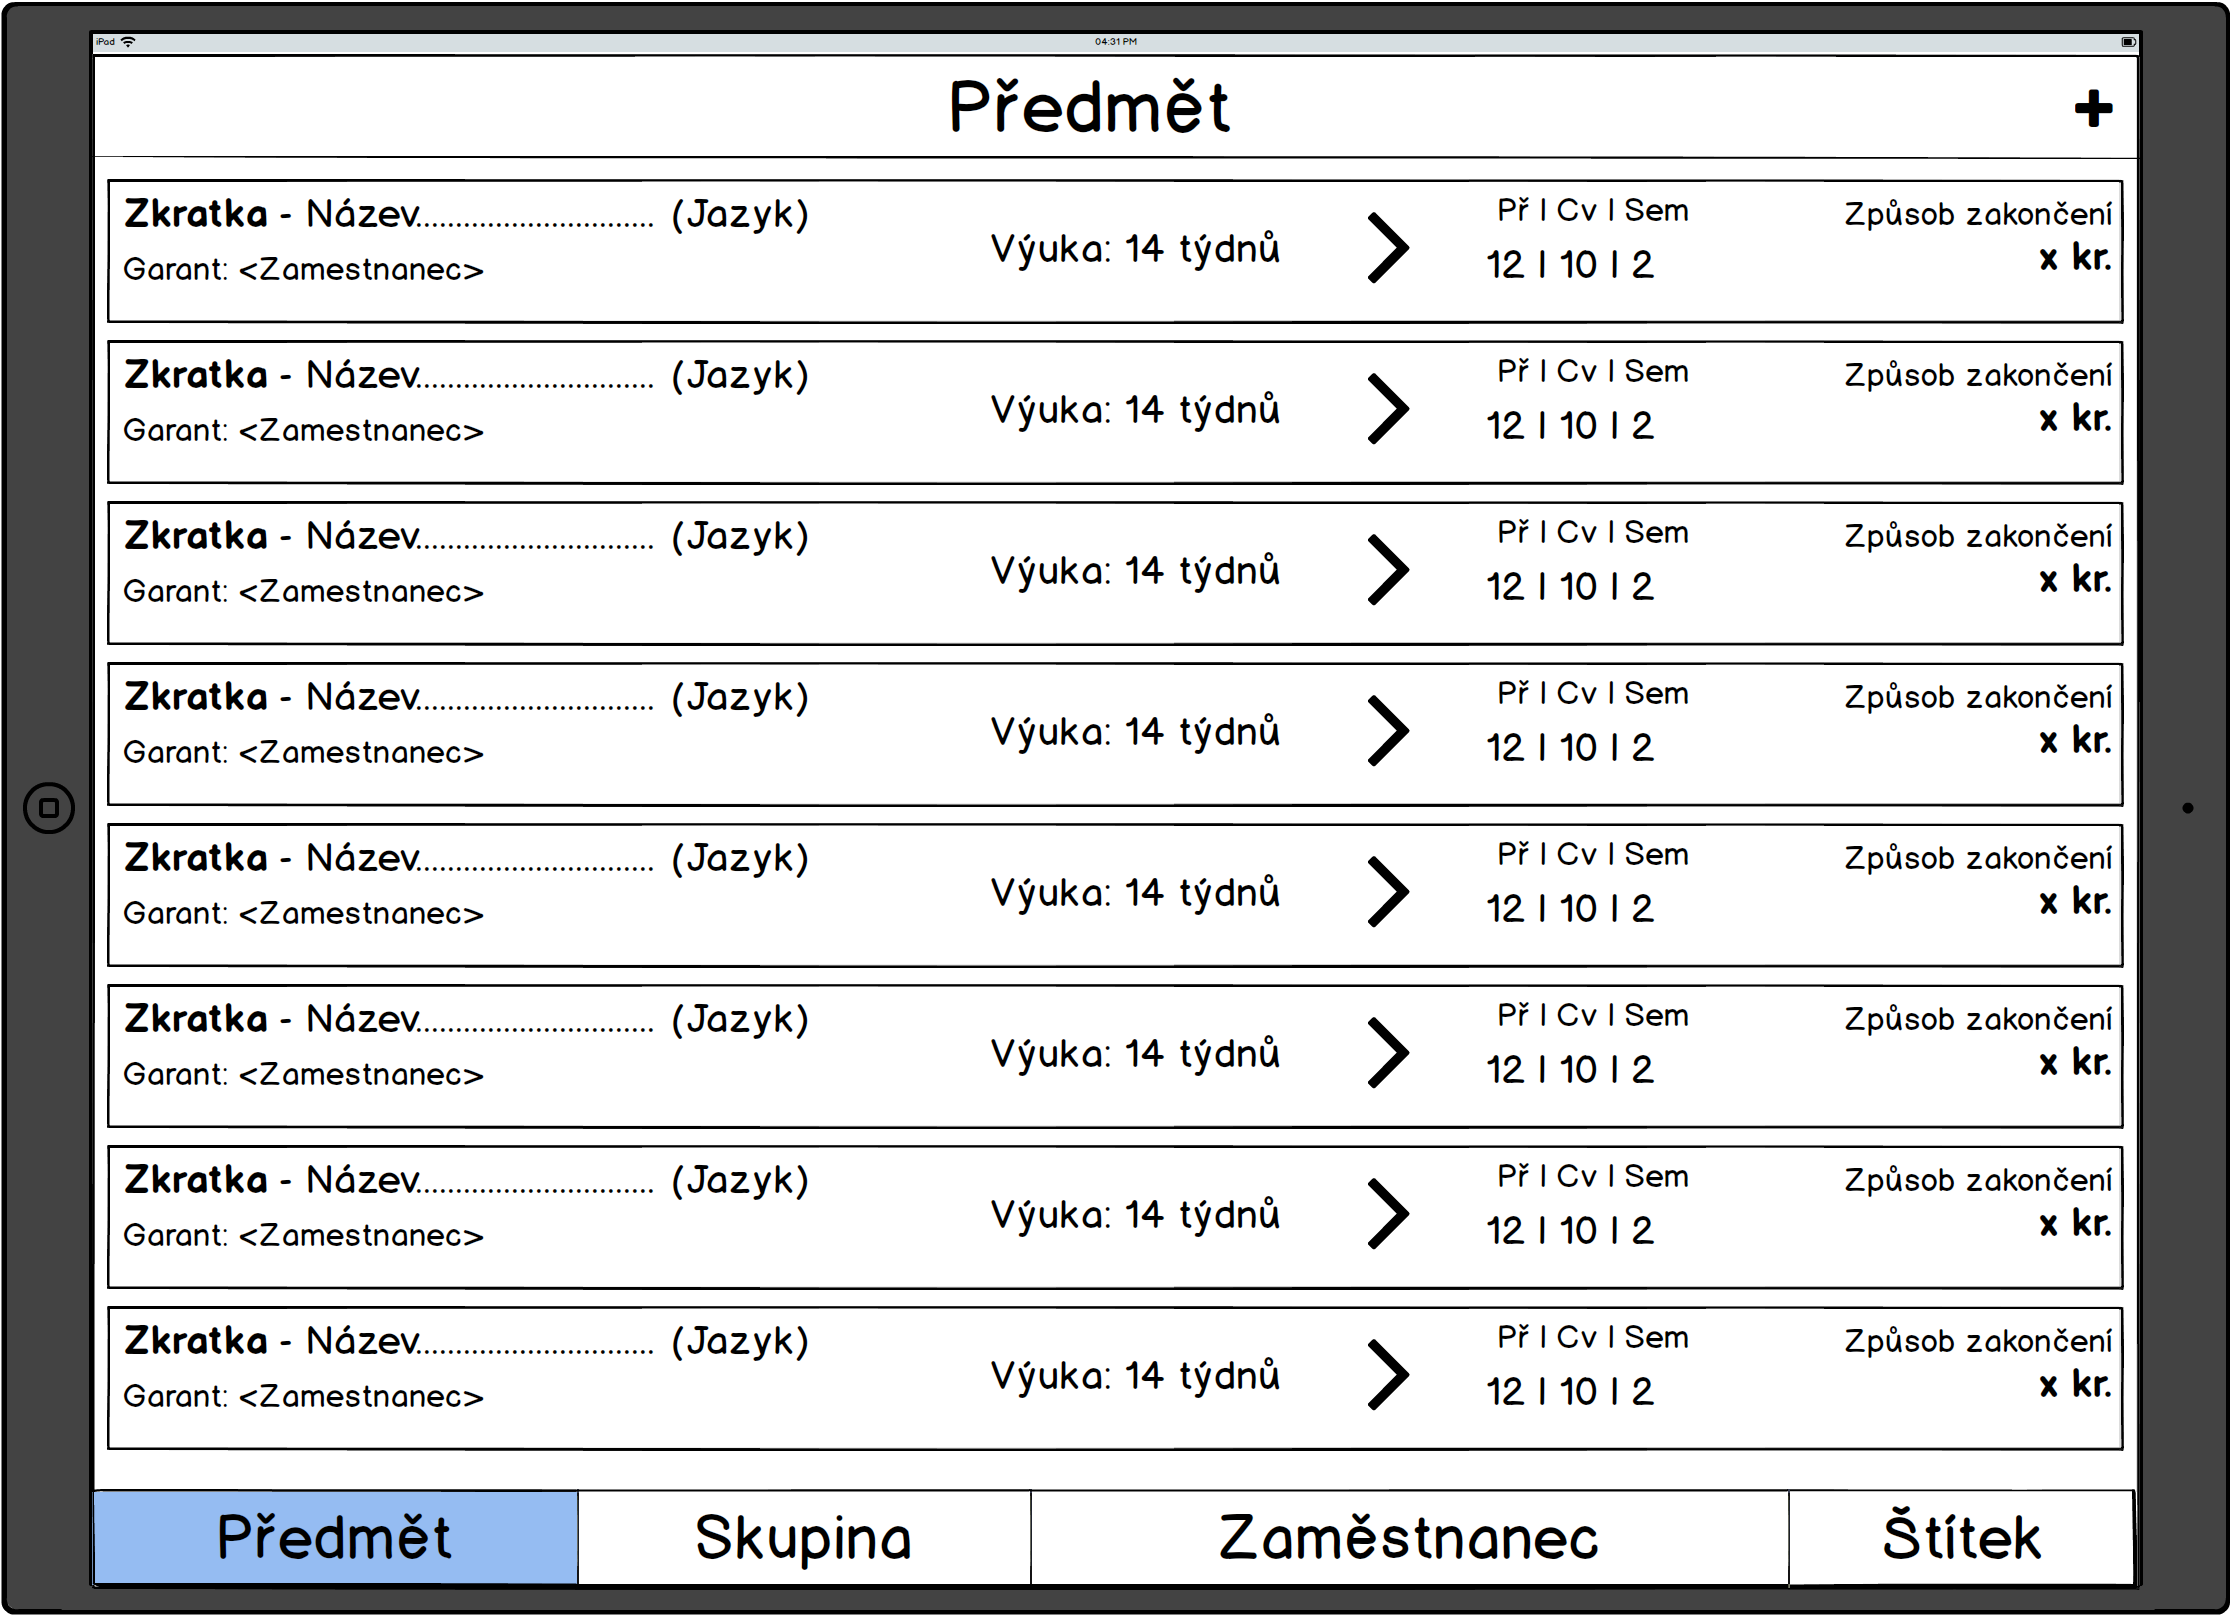 iPad 04:31 PM
Předmět +
Zkratka - Název.............................. (Jazyk)
Garant: <Zamestnanec>
Výuka: 14 týdnů
Př | Cv | Sem
12 | 10 | 2
Způsob zakončení
x kr.
Zkratka - Název.............................. (Jazyk)
Garant: <Zamestnanec>
Výuka: 14 týdnů
Př | Cv | Sem
12 | 10 | 2
Způsob zakončení
x kr.
Zkratka - Název.............................. (Jazyk)
Garant: <Zamestnanec>
Výuka: 14 týdnů
Př | Cv | Sem
12 | 10 | 2
Způsob zakončení
x kr.
Zkratka - Název.............................. (Jazyk)
Garant: <Zamestnanec>
Výuka: 14 týdnů
Př | Cv | Sem
12 | 10 | 2
Způsob zakončení
x kr.
Zkratka - Název.............................. (Jazyk)
Garant: <Zamestnanec>
Výuka: 14 týdnů
Př | Cv | Sem
12 | 10 | 2
Způsob zakončení
x kr.
Zkratka - Název.............................. (Jazyk)
Garant: <Zamestnanec>
Výuka: 14 týdnů
Př | Cv | Sem
12 | 10 | 2
Způsob zakončení
x kr.
Zkratka - Název.............................. (Jazyk)
Garant: <Zamestnanec>
Výuka: 14 týdnů
Př | Cv | Sem
12 | 10 | 2
Způsob zakončení
x kr.
Zkratka - Název.............................. (Jazyk)
Garant: <Zamestnanec>
Výuka: 14 týdnů
Př | Cv | Sem
12 | 10 | 2
Způsob zakončení
x kr.
Předmět Skupina Zaměstnanec Štítek